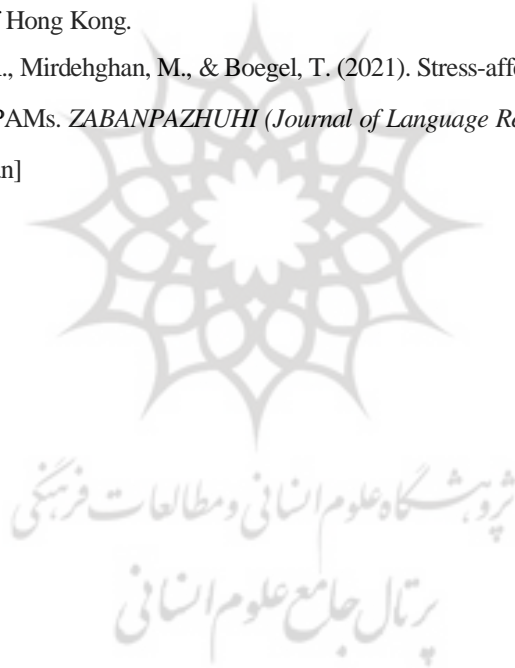 f Hong Kong.
., Mirdehghan, M., & Boegel, T. (2021). Stress-affe
PAMs. ZABANPAZHUHI (Journal of Language Re
n]
پژوهشگاه علوم انسانی و مطالعات فرهنگی
پرتال جامع علوم انسانی